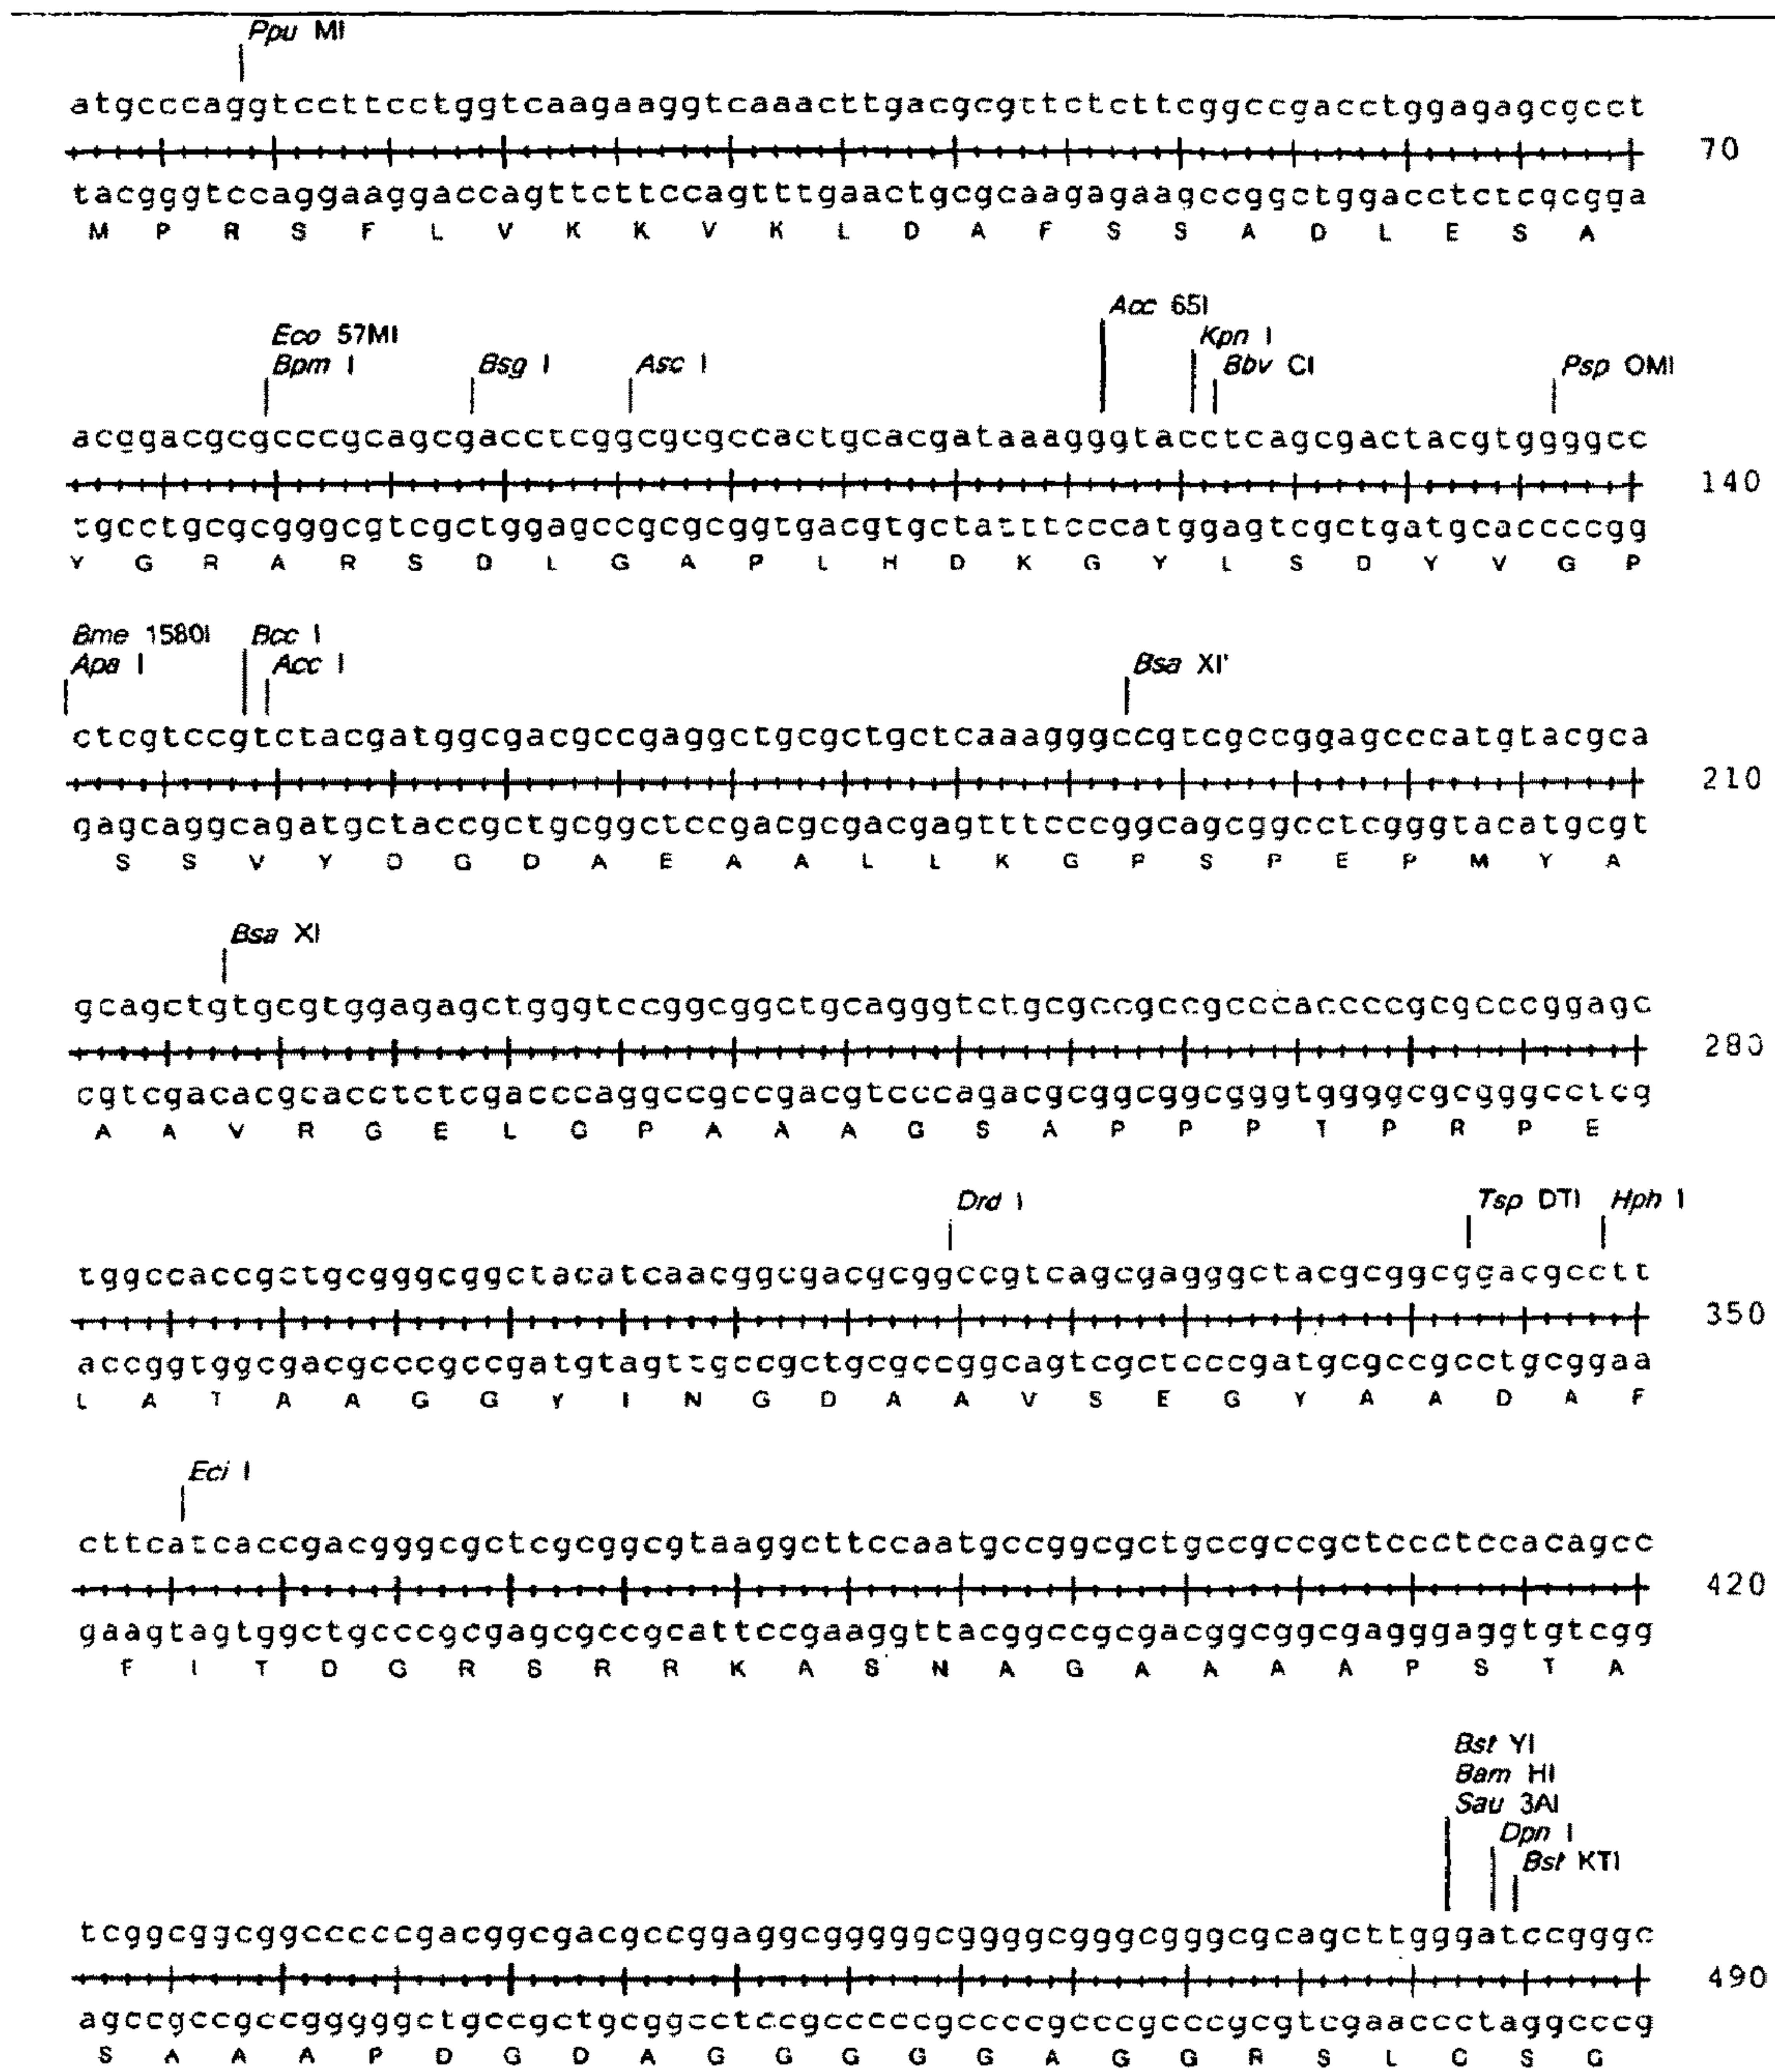 Ppu MI
atgcccaggtccttcctggtcaagaaggtcaaacttgacgcgttctcttcggccgacctggagagcgcct
70
tacgggtccaggaaggaccagttcttccagtttgaactgcgcaagagaagccggctggacctctcgcgga
M P R S F L V K K V K L D A F S S A D L E S A
Acc 65I
Eco 57MI Kpn I
Bpm I Bsg I Asc I Bbv CI Psp OMI
acggacgcgcccgcagcgacctcggcgcgccactgcacgataaagggtacctcagcgactacgtggggcc
140
tgcctgcgcgggcgtcgctggagccgcgcggtgacgtgctatttcccatggagtcgctgatgcaccccgg
Y G R A R S D L G A P L H D K G Y L S D Y V G P
Bme 1580I Bcc I
Apa I Acc I Bsa XI'
ctcgtccgtctacgatggcgacgccgaggctgcgctgctcaaagggccgtcgccggagcccatgtacgca
210
gagcaggcagatgctaccgctgcggctccgacgcgacgagtttcccggcagcggcctcgggtacatgcgt
S S V Y D G D A E A A L L K G P S P E P M Y A
Bsa XI
gcagctgtgcgtggagagctgggtccggcggctgcagggtctgcgccgccgcccaccccgcgcccggagc
280
cgtcgacacgcacctctcgacccaggccgccgacgtcccagacgcggcggcgggtggggcgcgggcctcg
A A V R G E L G P A A A G S A P P P T P R P E
Drd I Tsp DTI Hph I
tggccaccgctgcgggcggctacatcaacggcgacgcggccgtcagcgagggctacgcggcggacgcctt
350
accggtggcgacgcccgccgatgtagttgccgctgcgccggcagtcgctcccgatgcgccgcctgcggaa
L A T A A G G Y I N G D A A V S E G Y A A D A F
Eci I
cttcatcaccgacgggcgctcgcggcgtaaggcttccaatgccggcgctgccgccgctccctccacagcc
420
gaagtagtggctgcccgcgagcgccgcattccgaaggttacggccgcgacggcggcgagggaggtgtcgg
F I T D G R S R R K A S N A G A A A A P S T A
Bst YI
Bam HI
Sau 3AI
Dpn I
Bst KTI
tcggcggcggcccccgacggcgacgccggaggcgggggcggggcgggcgggcgcagcttgggatccgggc
490
agccgccgccgggggctgccgctgcggcctccgcccccgccccgcccgcccgcgtcgaaccctaggcccg
S A A A P D G D A G G G G G A G G R S L G S G